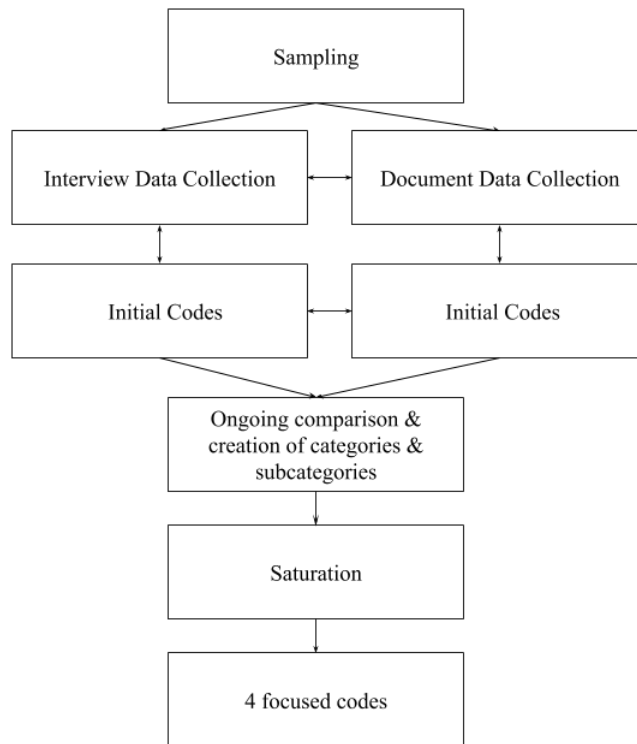 Sampling
Interview Data Collection
Document Data Collection
Initial Codes
Initial Codes
Ongoing comparison &
creation of categories &
subcategories
Saturation
4 focused codes